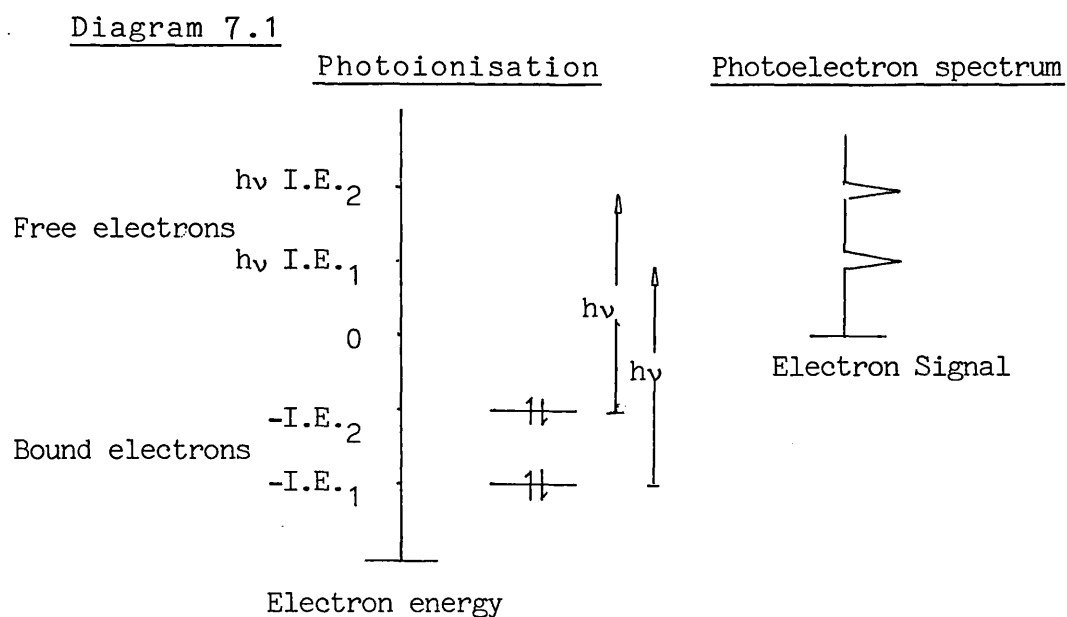 Diagram 7.1
Photoionisation
Photoelectron spectrum
hν I.E.2
Free electrons
hν I.E.1
0
hν
hν
Electron Signal
-I.E.2
Bound electrons
-I.E.1
Electron energy